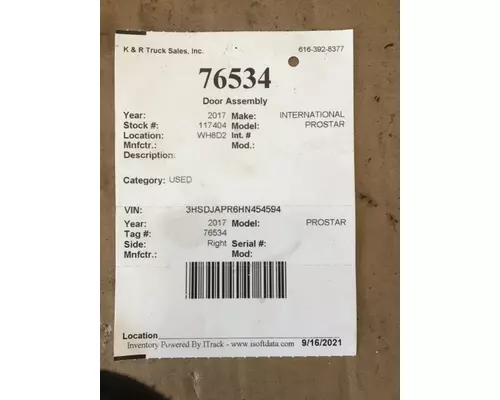 K & R Truck Sales, Inc. 616-392-8377
76534
Door Assembly
Year: 2017 Make: INTERNATIONAL
Stock #: 117404 Model: PROSTAR
Location: WH8D2 Int. #
Mnfctr.: Mod.:
Description:
Category: USED
VIN: 3HSDJAPR6HN454594
Year: 2017 Model: PROSTAR
Tag #: 76534
Side: Right Serial #:
Mnfctr.: Mod:
Location
Inventory Powered By ITrack - www.isoftdata.com 9/16/2021